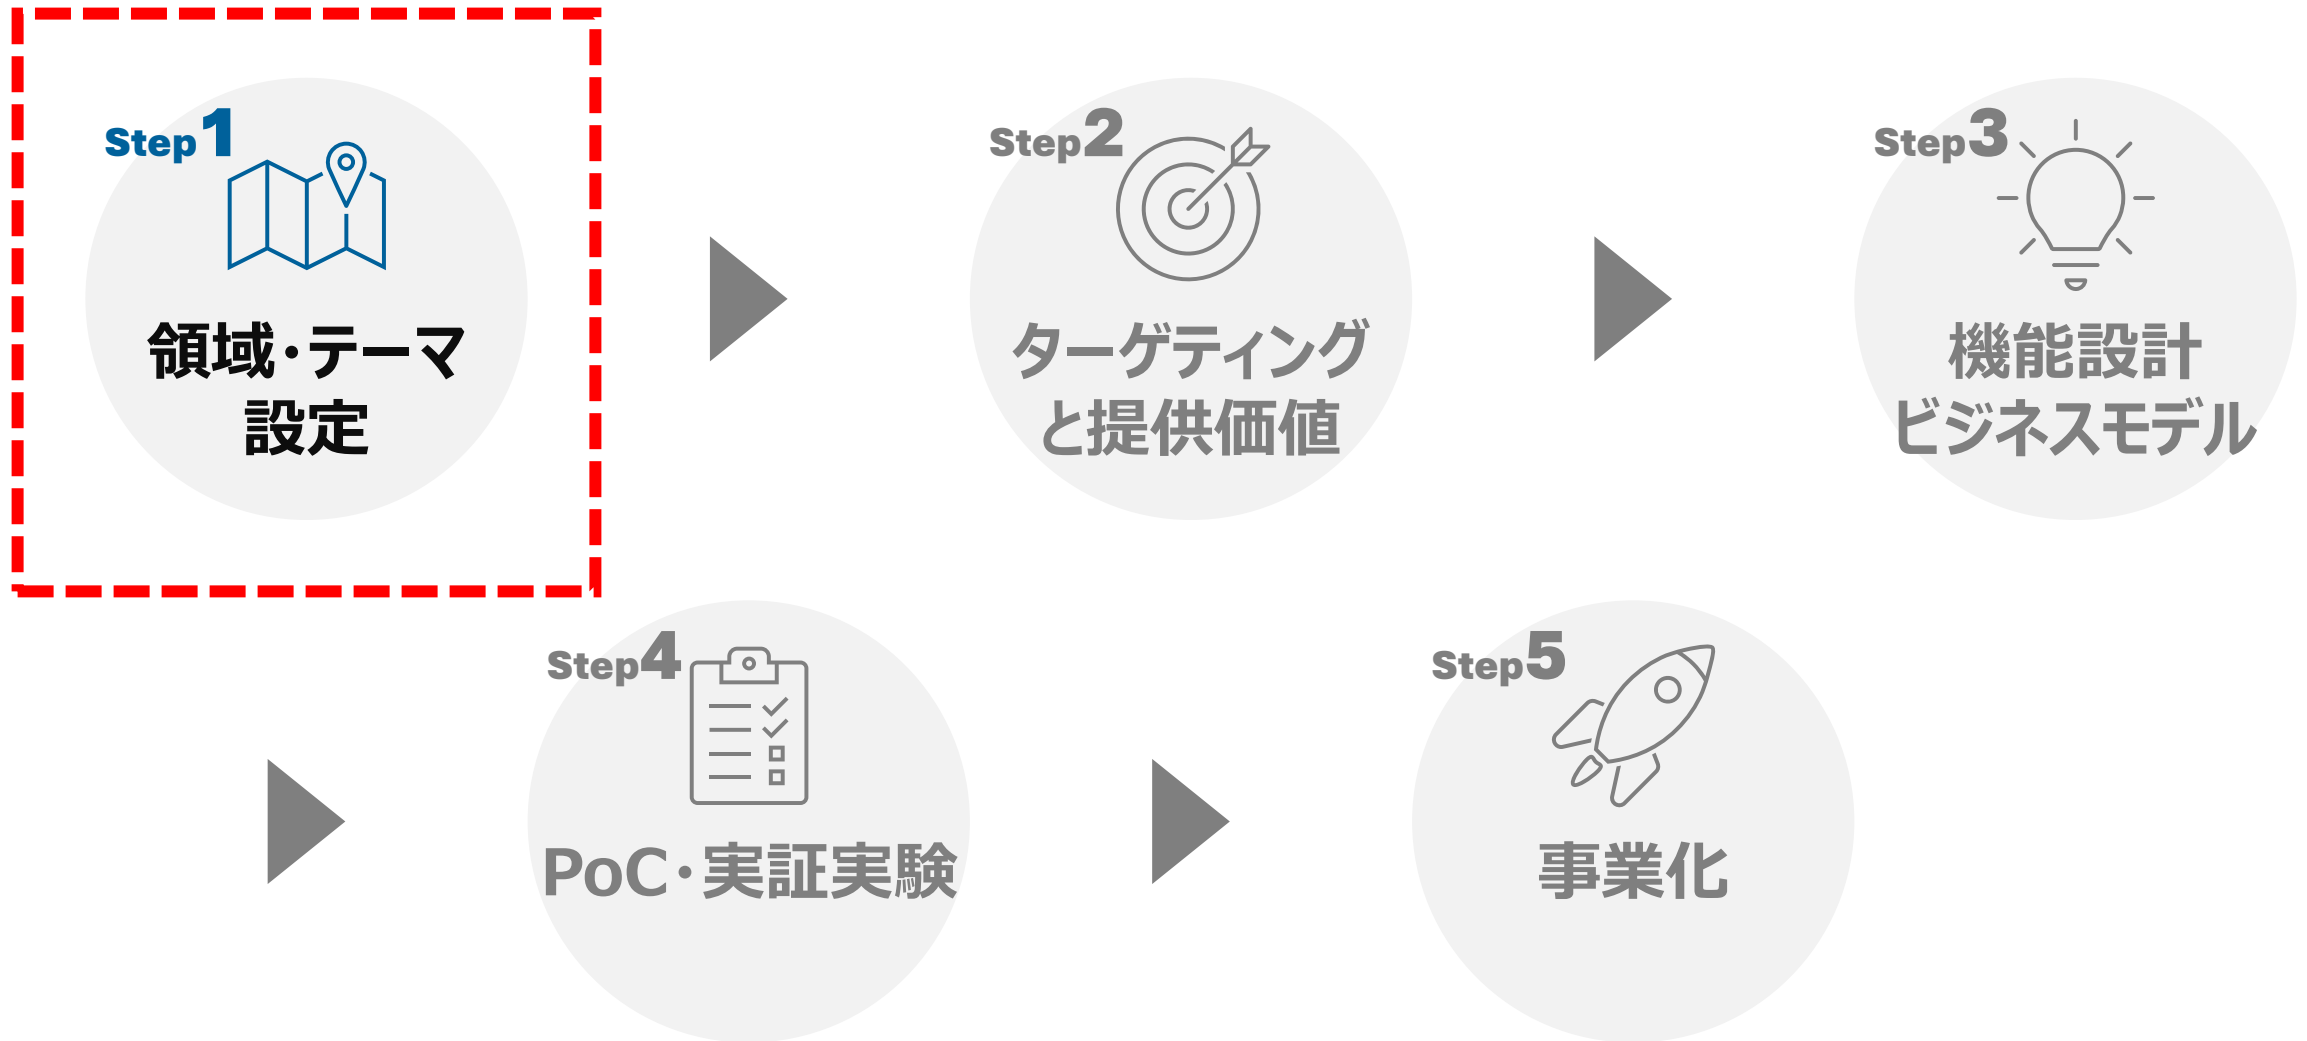 Step1
領域・テーマ
設定
Step2
ターゲティング
と提供価値
Step3
機能設計
ビジネスモデル
Step4
PoC・実証実験
Step5
事業化